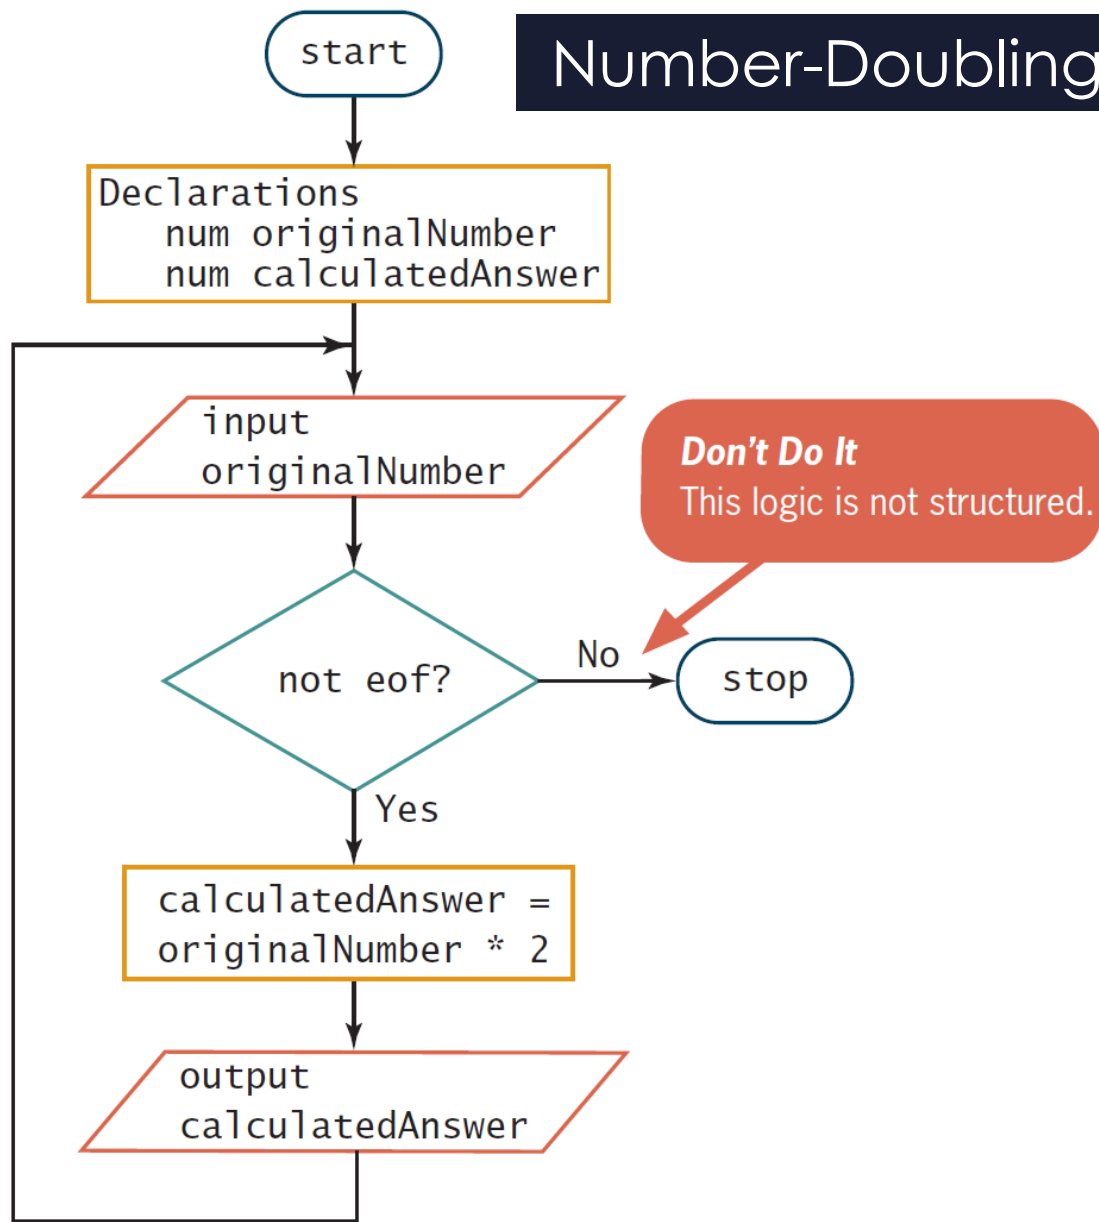 start
Number-Doubling
Declarations
num originalNumber
num calculatedAnswer
input
originalNumber
Don't Do It
This logic is not structured.
not eof?
No
stop
Yes
calculatedAnswer =
originalNumber * 2
output
calculatedAnswer